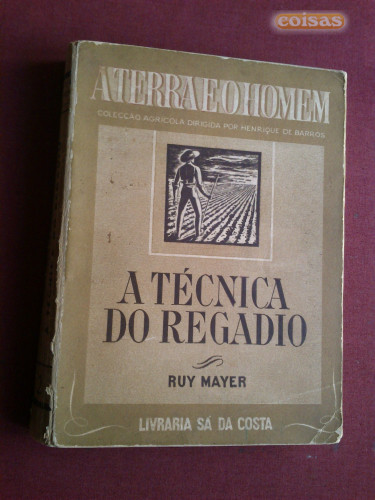 coisas
A TERRA E O HOMEM
COLECÇÃO AGRÍCOLA DIRIGIDA POR HENRIQUE DE BARROS
A TÉCNICA
DO REGADIO
RUY MAYER
LIVRARIA SÁ DA COSTA